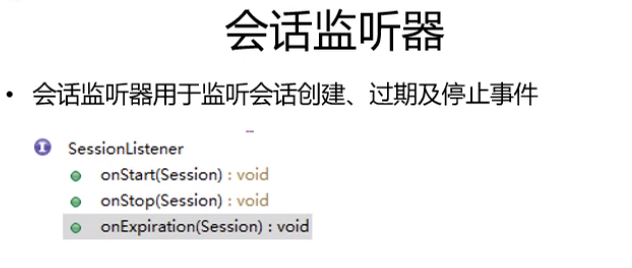 会话监听器
• 会话监听器用于监听会话创建、过期及停止事件
SessionListener
onStart(Session) : void
onStop(Session) : void
onExpiration(Session) : void